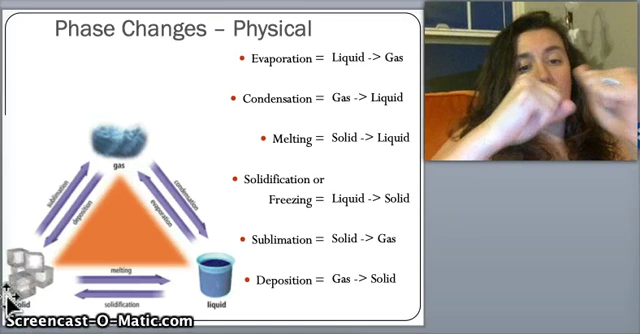 Phase Changes – Physical
Evaporation = Liquid -> Gas
Condensation = Gas -> Liquid
Melting = Solid -> Liquid
Solidification or
Freezing = Liquid -> Solid
Sublimation = Solid -> Gas
Deposition = Gas -> Solid
gas
sublimation
deposition
condensation
evaporation
melting
solidification
solid
liquid
Screencast-O-Matic.com